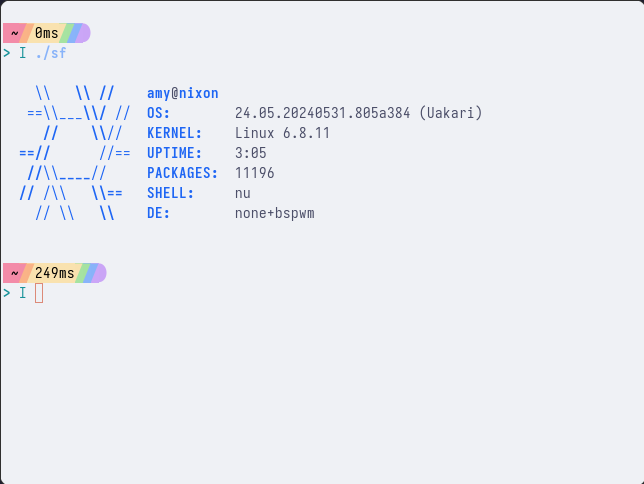 ~ 0ms
> I ./sf
  \\   \\ //    amy@nixon
 ==\\___\\/ //  OS:        24.05.20240531.805a384 (Uakari)
   //    \\//   KERNEL:    Linux 6.8.11
==//      //==  UPTIME:    3:05
 //\\____//     PACKAGES:  11196
// /\\   \\==   SHELL:     nu
  // \\   \\    DE:        none+bspwm
~ 249ms
> I